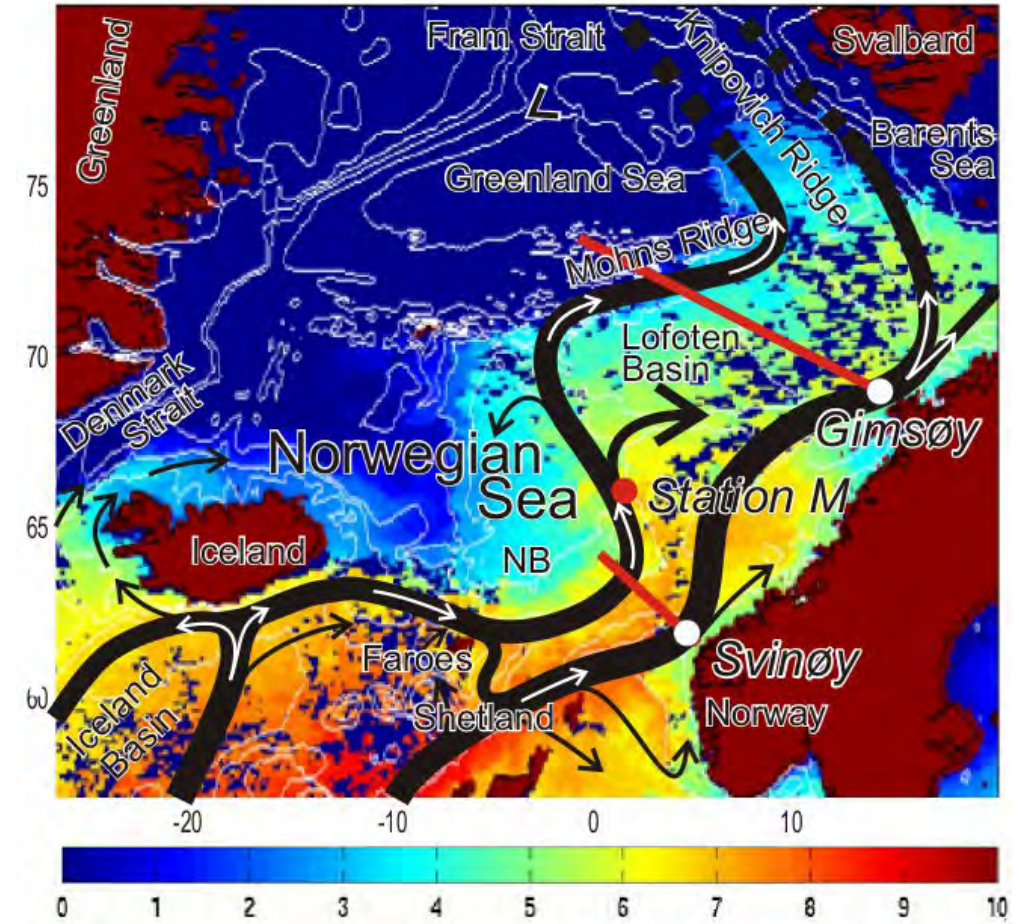 Greenland
Fram Strait
Knipovich Ridge
Svalbard
Barents
Sea
75
Greenland Sea
Mohns Ridge
70
Lofoten
Basin
Denmark
Strait
Gimsøy
Norwegian
Sea
Station M
65
Iceland
NB
Faroes
Svinøy
60
Iceland
Basin
Shetland
Norway
-20 -10 0 10
0 1 2 3 4 5 6 7 8 9 10